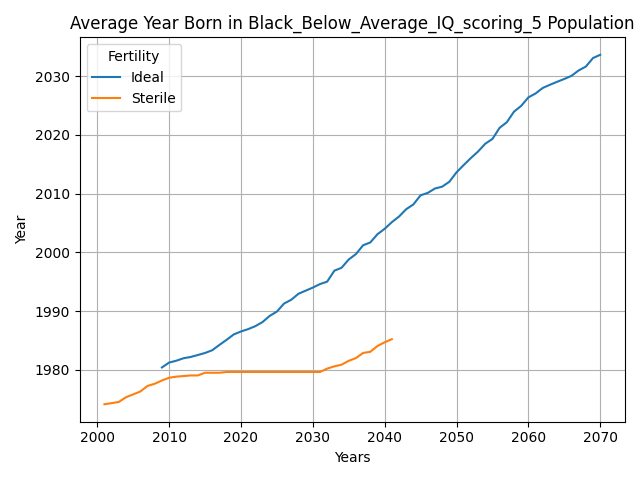 Average Year Born in Black_Below_Average_IQ_scoring_5 Population
Fertility
Ideal
Sterile
Year
2030
2020
2010
2000
1990
1980
2000 2010 2020 2030 2040 2050 2060 2070
Years